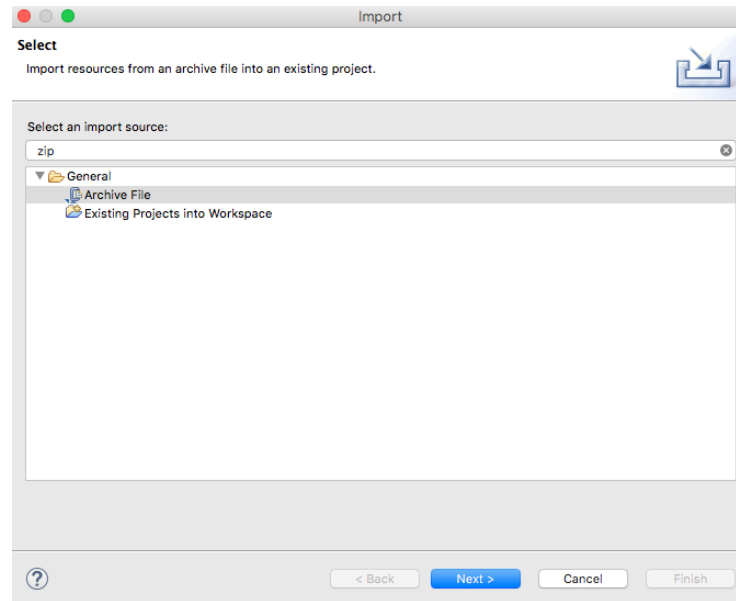 Import
Select
Import resources from an archive file into an existing project.
Select an import source:
zip
General
Archive File
Existing Projects into Workspace
?
< Back Next > Cancel Finish